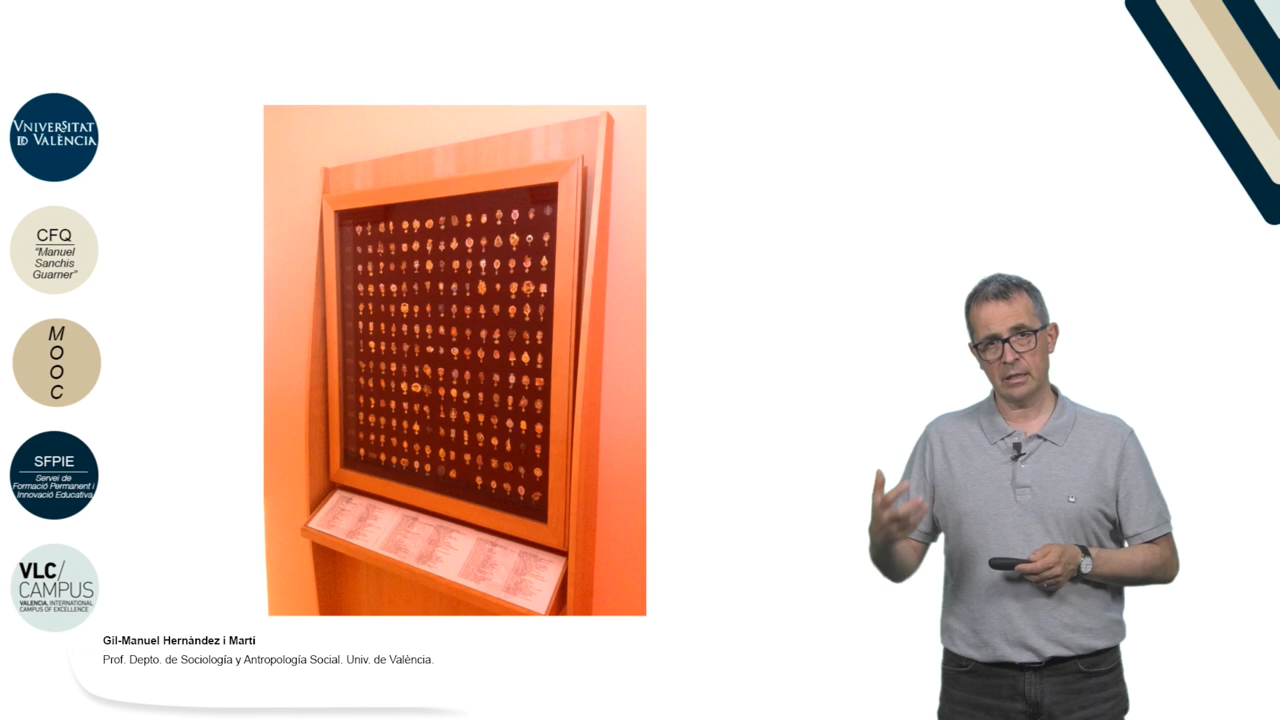 VNIVERSITAT
ID VALÈNCIA
CFQ
“Manuel
Sanchis
Guarner”
M
O
O
C
SFPIE
Servei de
Formació Permanent i
Innovació Educativa
VLC/
CAMPUS
VALENCIA, INTERNATIONAL
CAMPUS OF EXCELLENCE
Gil-Manuel Hernàndez i Martí
Prof. Depto. de Sociología y Antropología Social. Univ. de València.